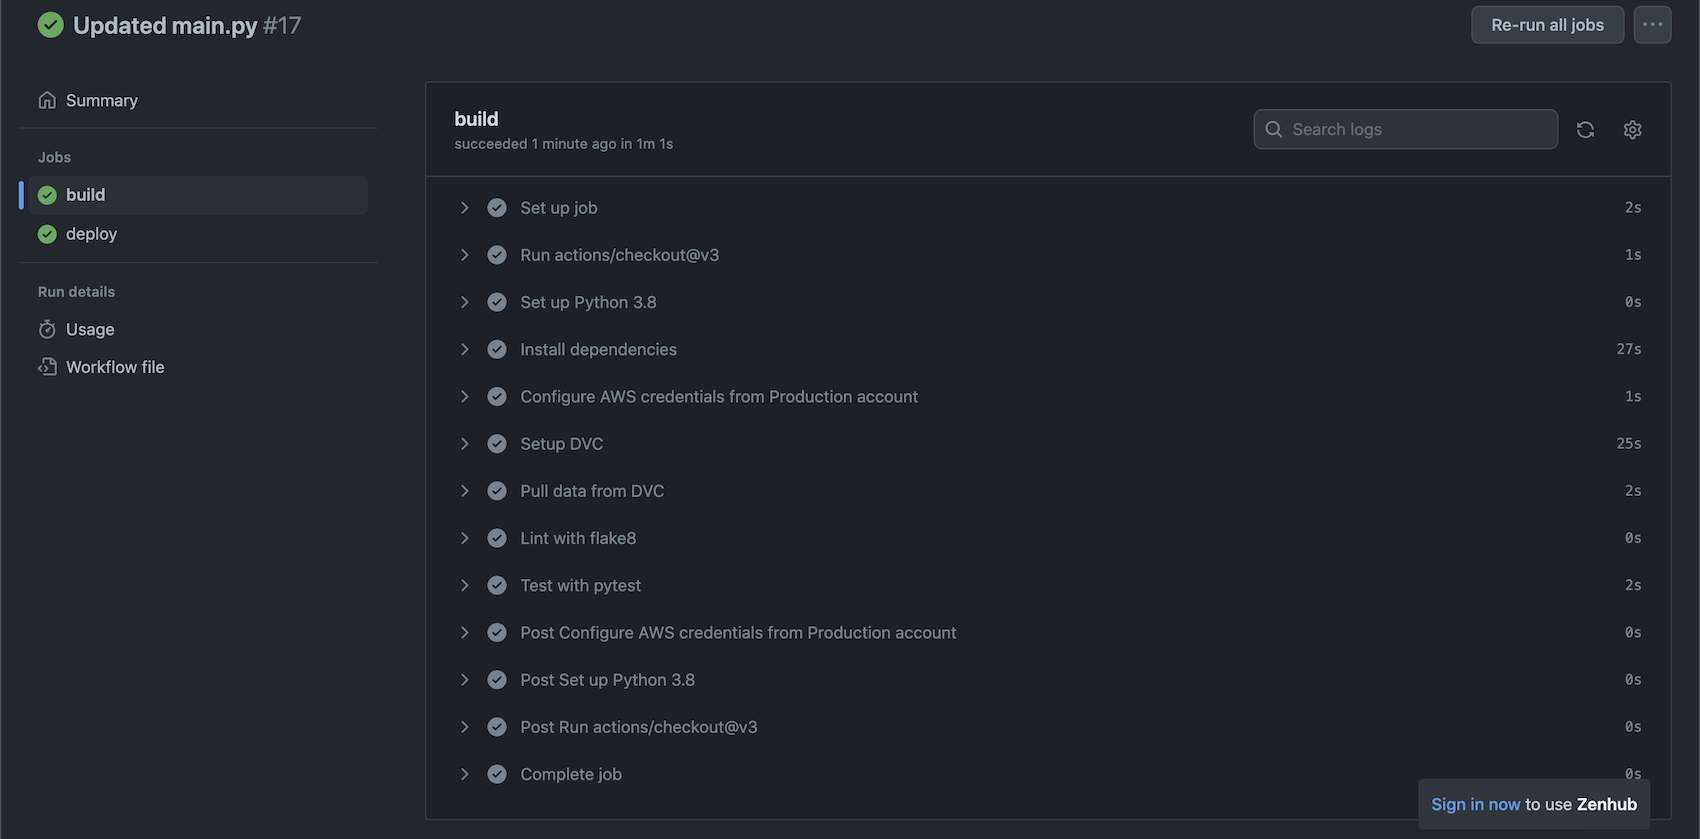 Updated main.py #17
Re-run all jobs
Summary
Jobs
build
deploy
Run details
Usage
Workflow file
build
succeeded 1 minute ago in 1m 1s
Search logs
Set up job 2s
Run actions/checkout@v3 1s
Set up Python 3.8 0s
Install dependencies 27s
Configure AWS credentials from Production account 1s
Setup DVC 25s
Pull data from DVC 2s
Lint with flake8 0s
Test with pytest 2s
Post Configure AWS credentials from Production account 0s
Post Set up Python 3.8 0s
Post Run actions/checkout@v3 0s
Complete job 0s
Sign in now to use Zenhub